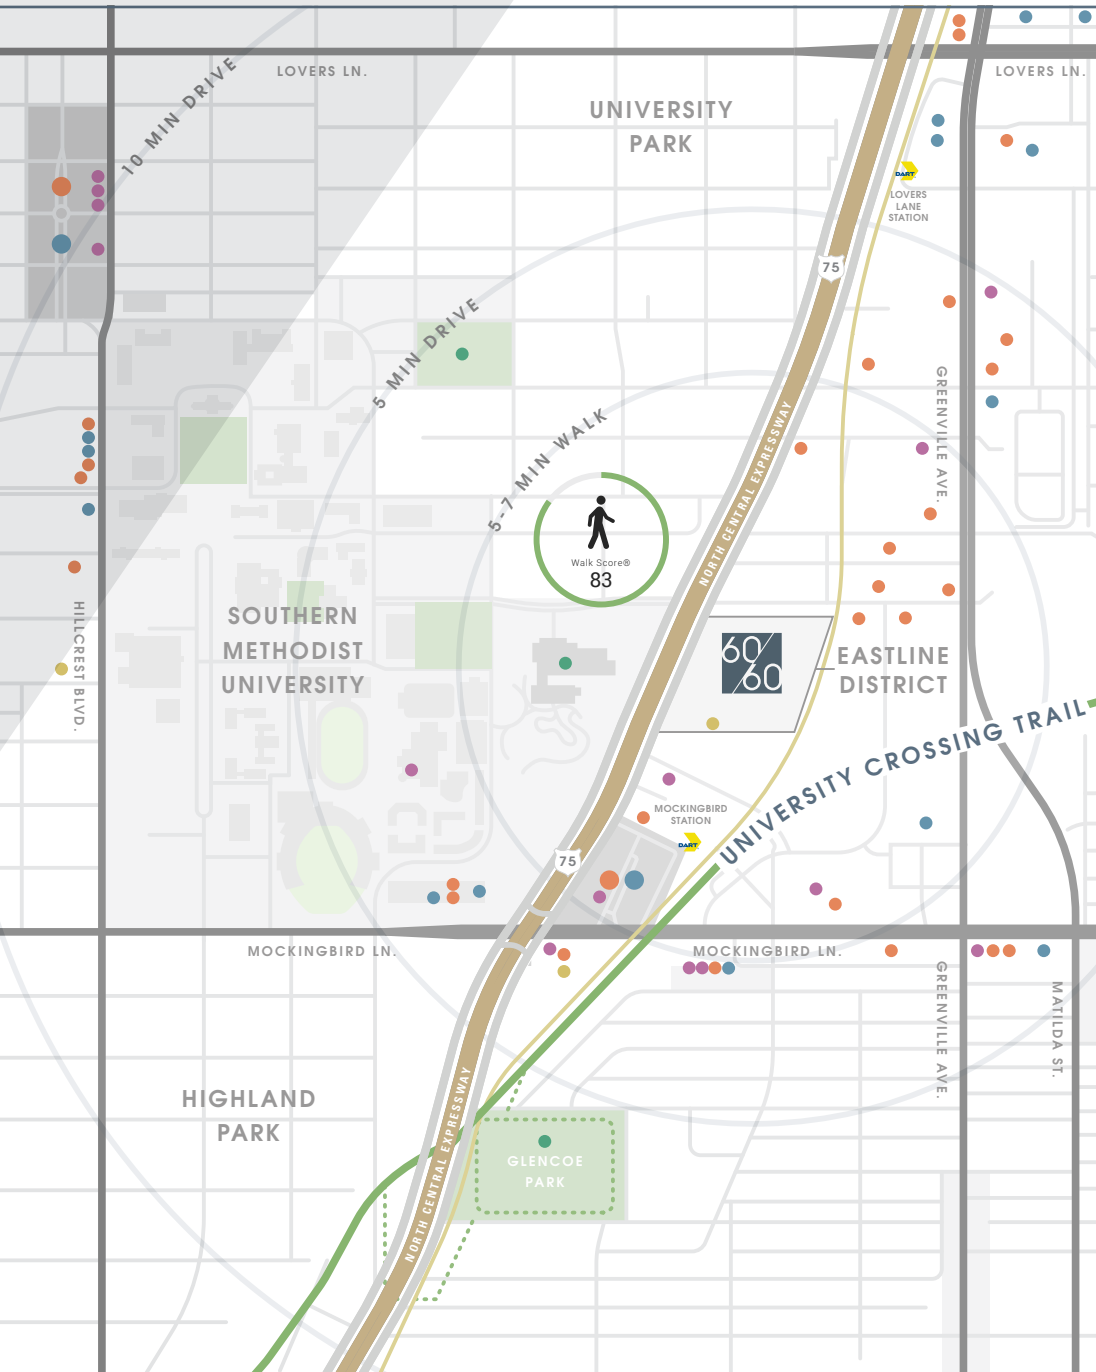 LOVERS LN.
LOVERS LN.
10 MIN DRIVE
UNIVERSITY
PARK
DART
LOVERS
LANE
STATION
75
5 MIN DRIVE
GREENVILLE AVE.
5-7 MIN WALK
NORTH CENTRAL EXPRESSWAY
Walk Score®
83
HILLCREST BLVD.
SOUTHERN
METHODIST
UNIVERSITY
60/60
EASTLINE
DISTRICT
UNIVERSITY CROSSING TRAIL
MOCKINGBIRD
STATION
DART
75
MOCKINGBIRD LN.
MOCKINGBIRD LN.
GREENVILLE AVE.
MATILDA ST.
HIGHLAND
PARK
NORTH CENTRAL EXPRESSWAY
GLENCOE
PARK